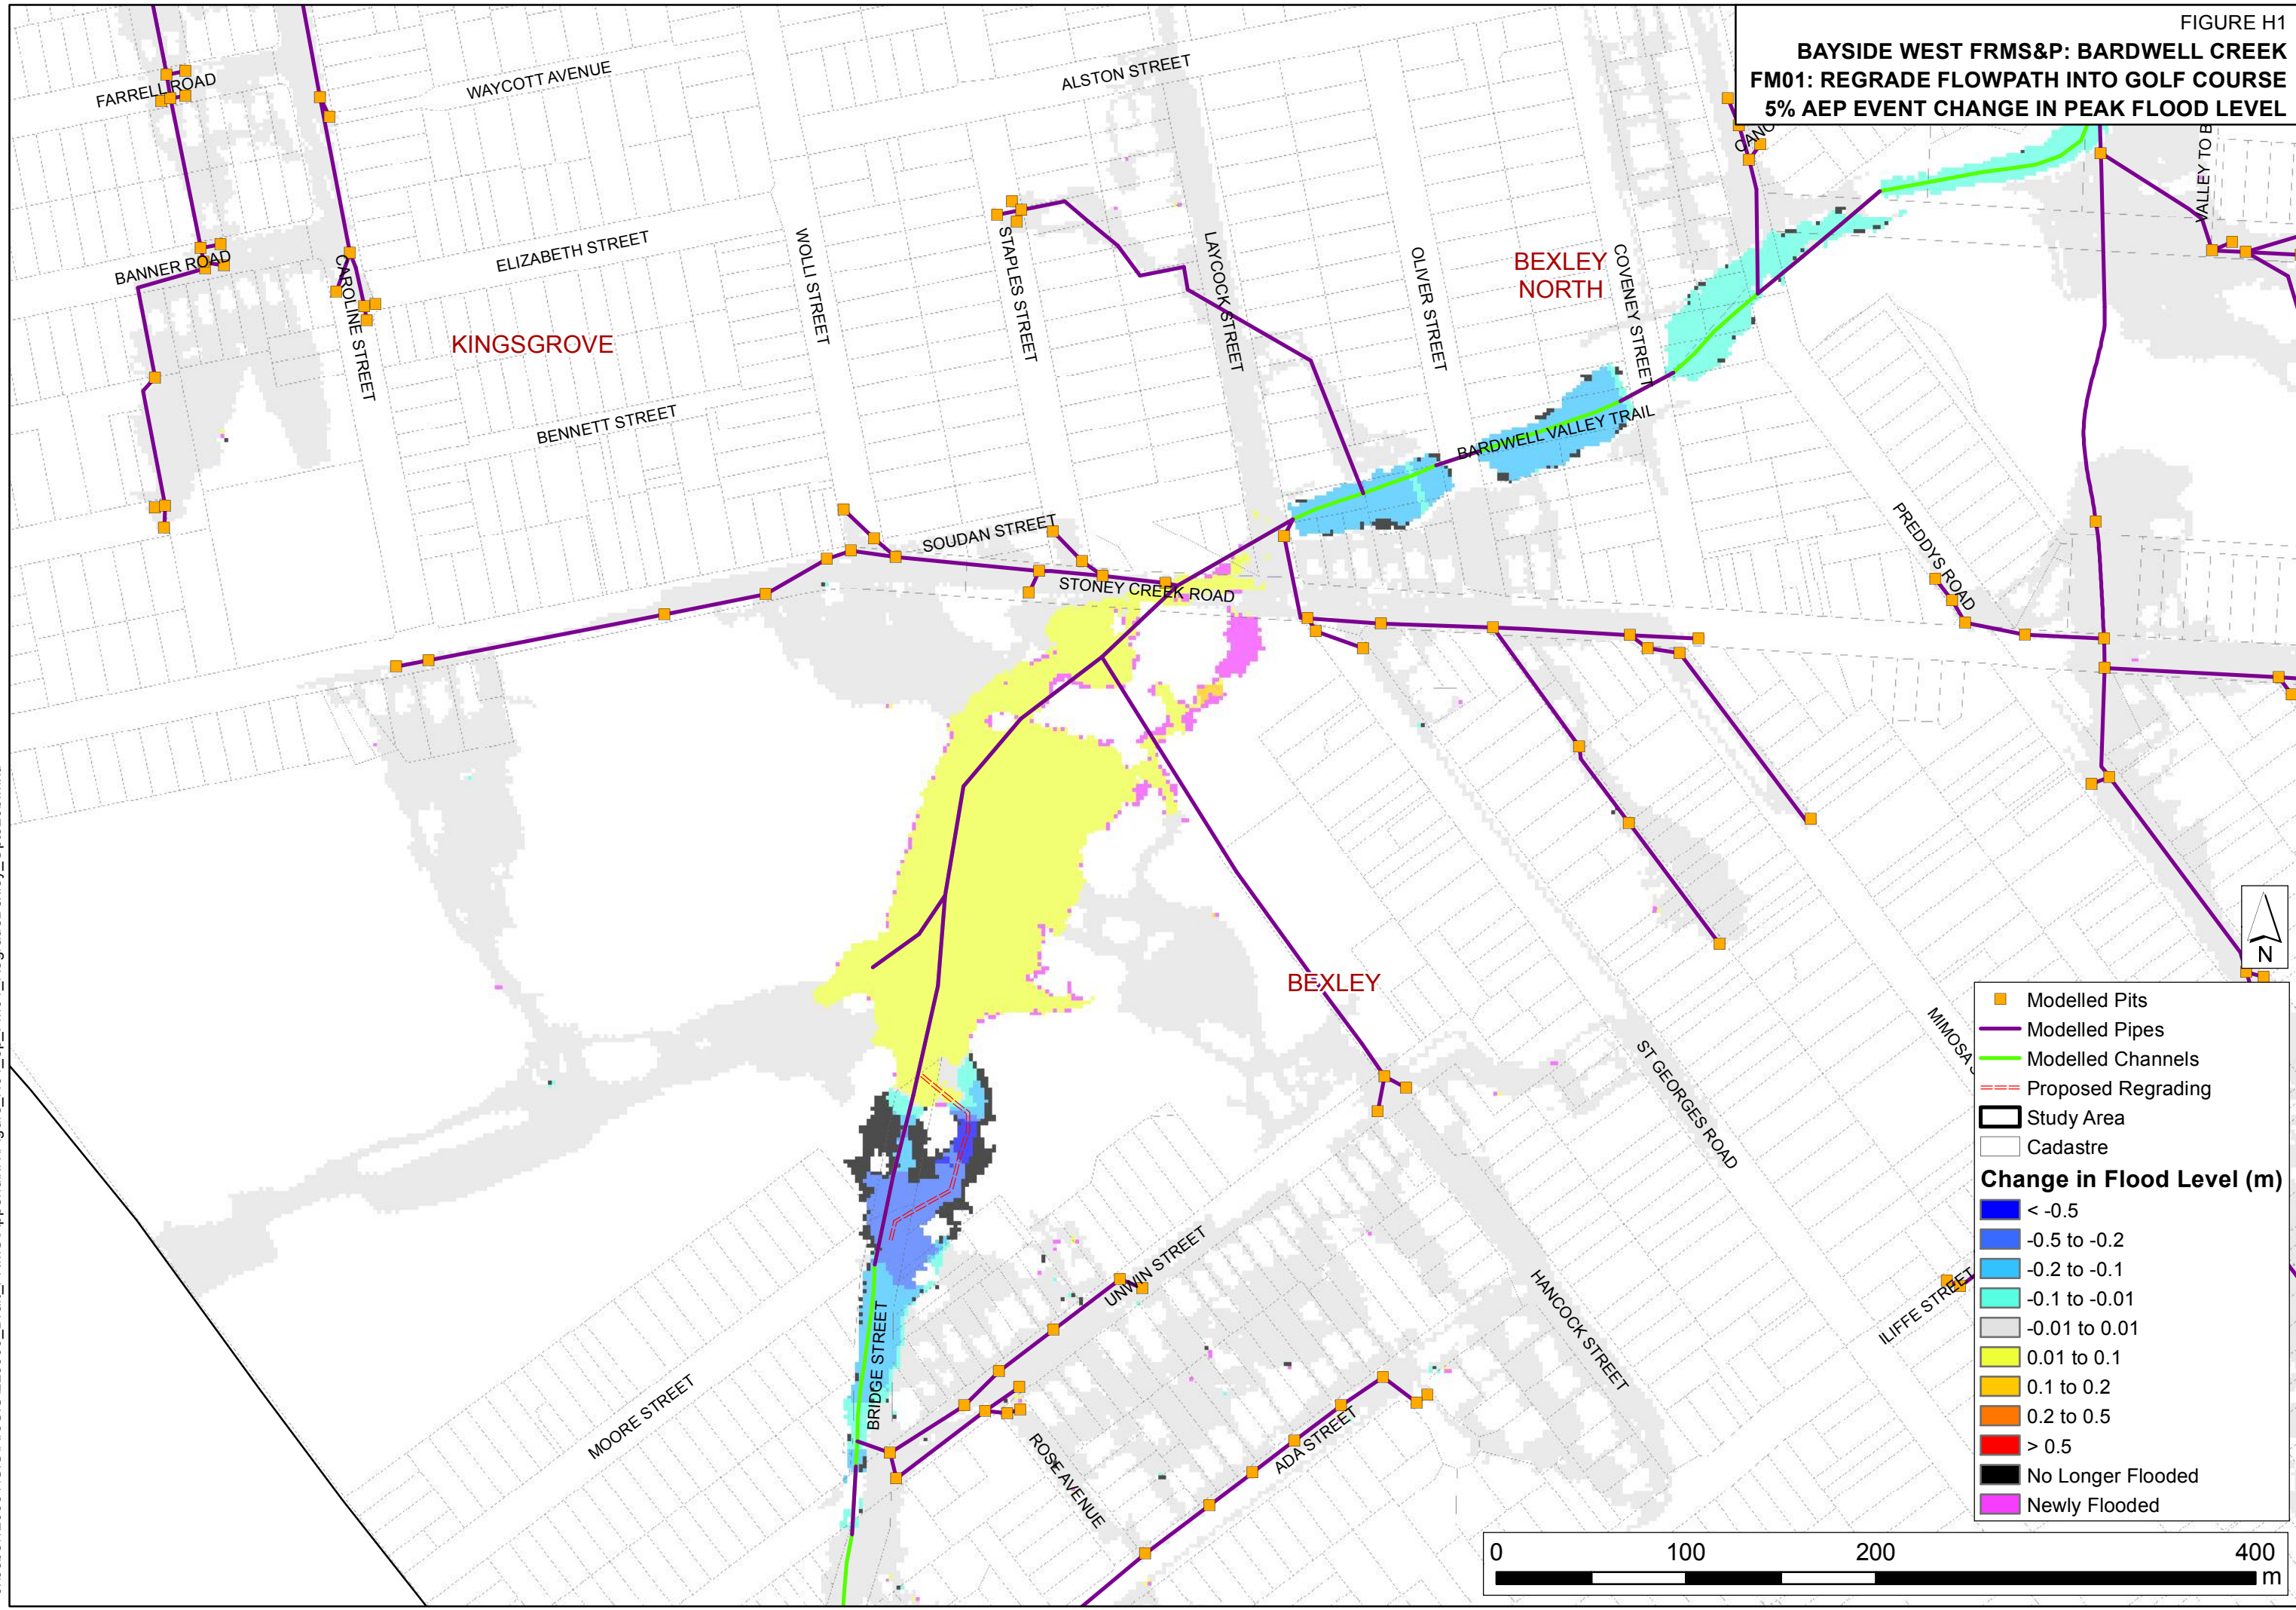 FIGURE H1
BAYSIDE WEST FRMS&P: BARDWELL CREEK
FM01: REGRADE FLOWPATH INTO GOLF COURSE
5% AEP EVENT CHANGE IN PEAK FLOOD LEVEL
FARRELL ROAD
WAYCOTT AVENUE
ALSTON STREET
VALLEY TO B
BANNER ROAD
CAROLINE STREET
ELIZABETH STREET
WOLLI STREET
STAPLES STREET
LAYCOCK STREET
OLIVER STREET
BEXLEY
NORTH
COVENEY STREET
KINGSGROVE
BENNETT STREET
BARDWELL VALLEY TRAIL
SOUDAN STREET
STONEY CREEK ROAD
PREDDYS ROAD
BEXLEY
ST GEORGES ROAD
MIMOSA S
UNWIN STREET
HANCOCK STREET
ILIFFE STREET
BRIDGE STREET
MOORE STREET
ROSE AVENUE
ADA STREET
N
Modelled Pits
Modelled Pipes
Modelled Channels
Proposed Regrading
Study Area
Cadastre
Change in Flood Level (m)
< -0.5
-0.5 to -0.2
-0.2 to -0.1
-0.1 to -0.01
-0.01 to 0.01
0.01 to 0.1
0.1 to 0.2
0.2 to 0.5
> 0.5
No Longer Flooded
Newly Flooded
0 100 200 400
m